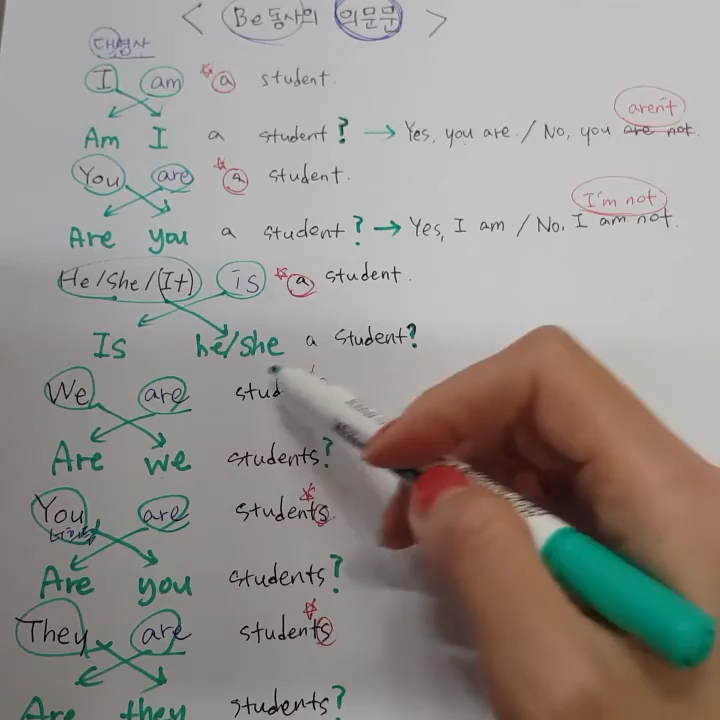 < Be동사의 의문문 >
대명사
I am a student.
aren't
Am I a student? → Yes, you are. / No, you are not.
You are a student.
I'm not
Are you a student? → Yes, I am / No, I am not.
He/She/(It) is a student.
Is he/she a student?
We are stud
Are we students?
You are students.
너희들
Are you students?
They are students
Are they students?